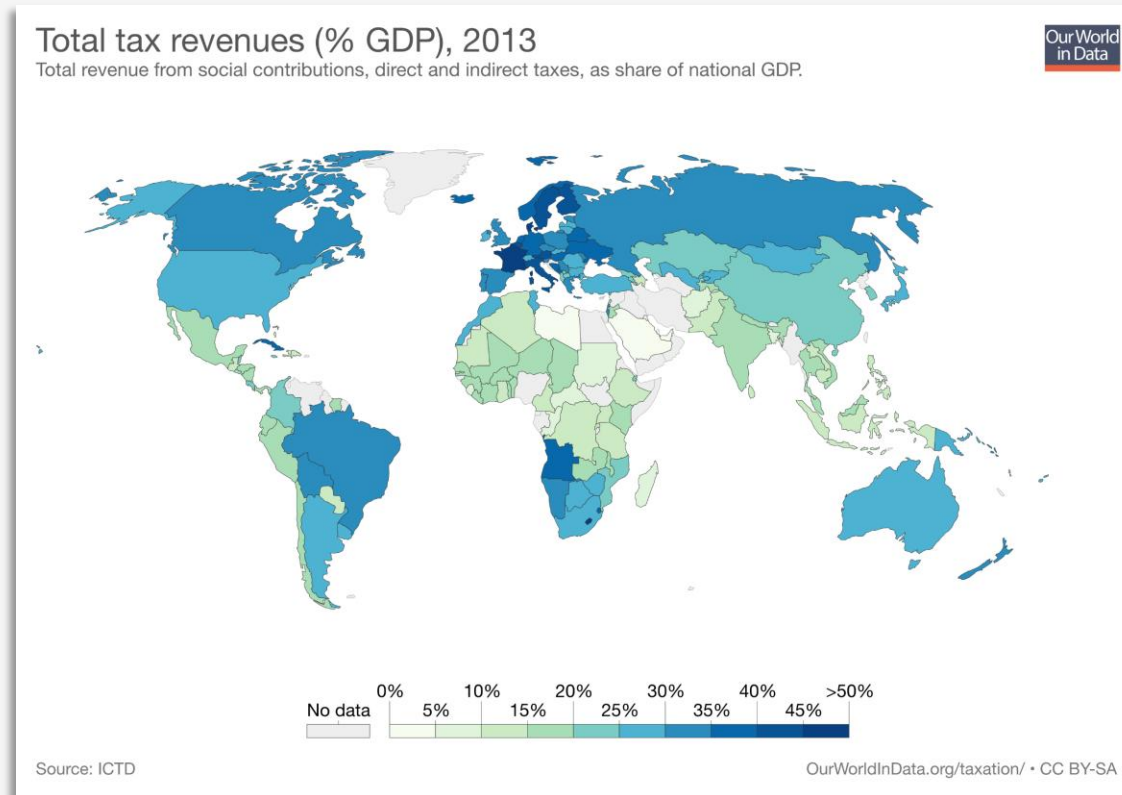 Total tax revenues (% GDP), 2013
Total revenue from social contributions, direct and indirect taxes, as share of national GDP.
Our World
in Data
0% 10% 20% 30% 40% >50%
No data 5% 15% 25% 35% 45%
Source: ICTD OurWorldInData.org/taxation/ • CC BY-SA